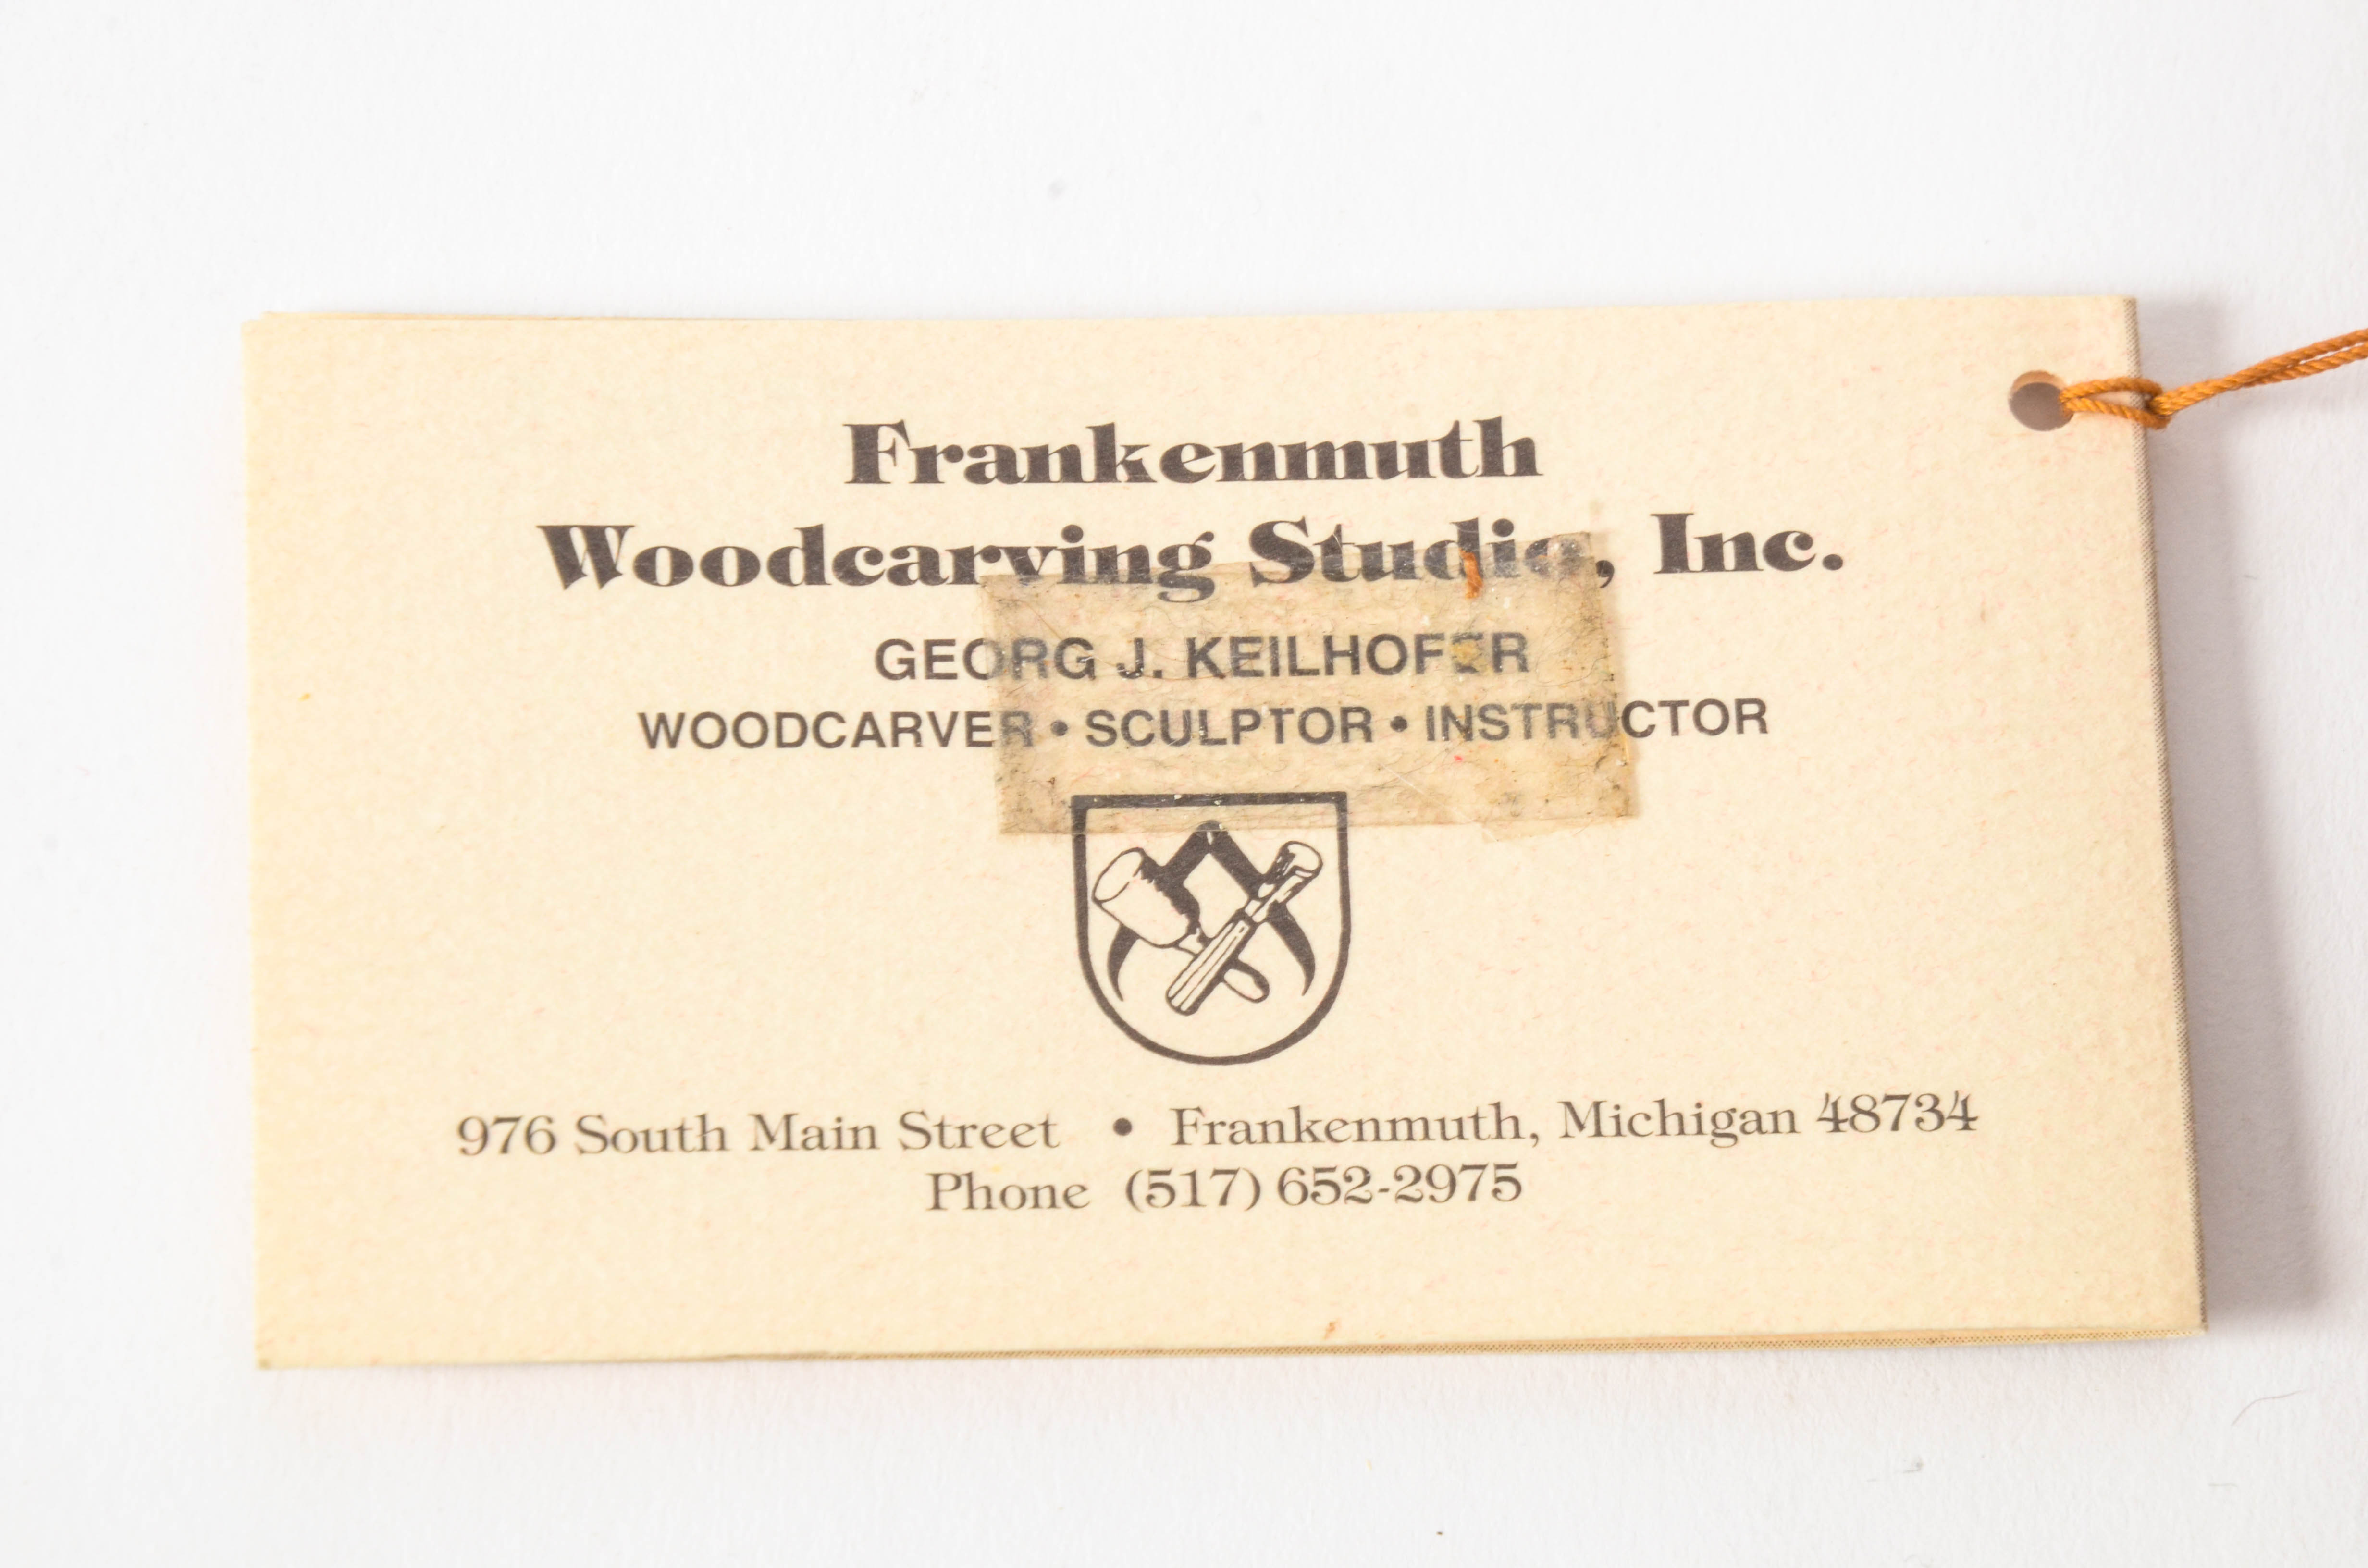 Frankenmuth
Woodcarving Studio, Inc.
GEORG J. KEILHOFER
WOODCARVER • SCULPTOR • INSTRUCTOR
976 South Main Street • Frankenmuth, Michigan 48734
Phone (517) 652-2975